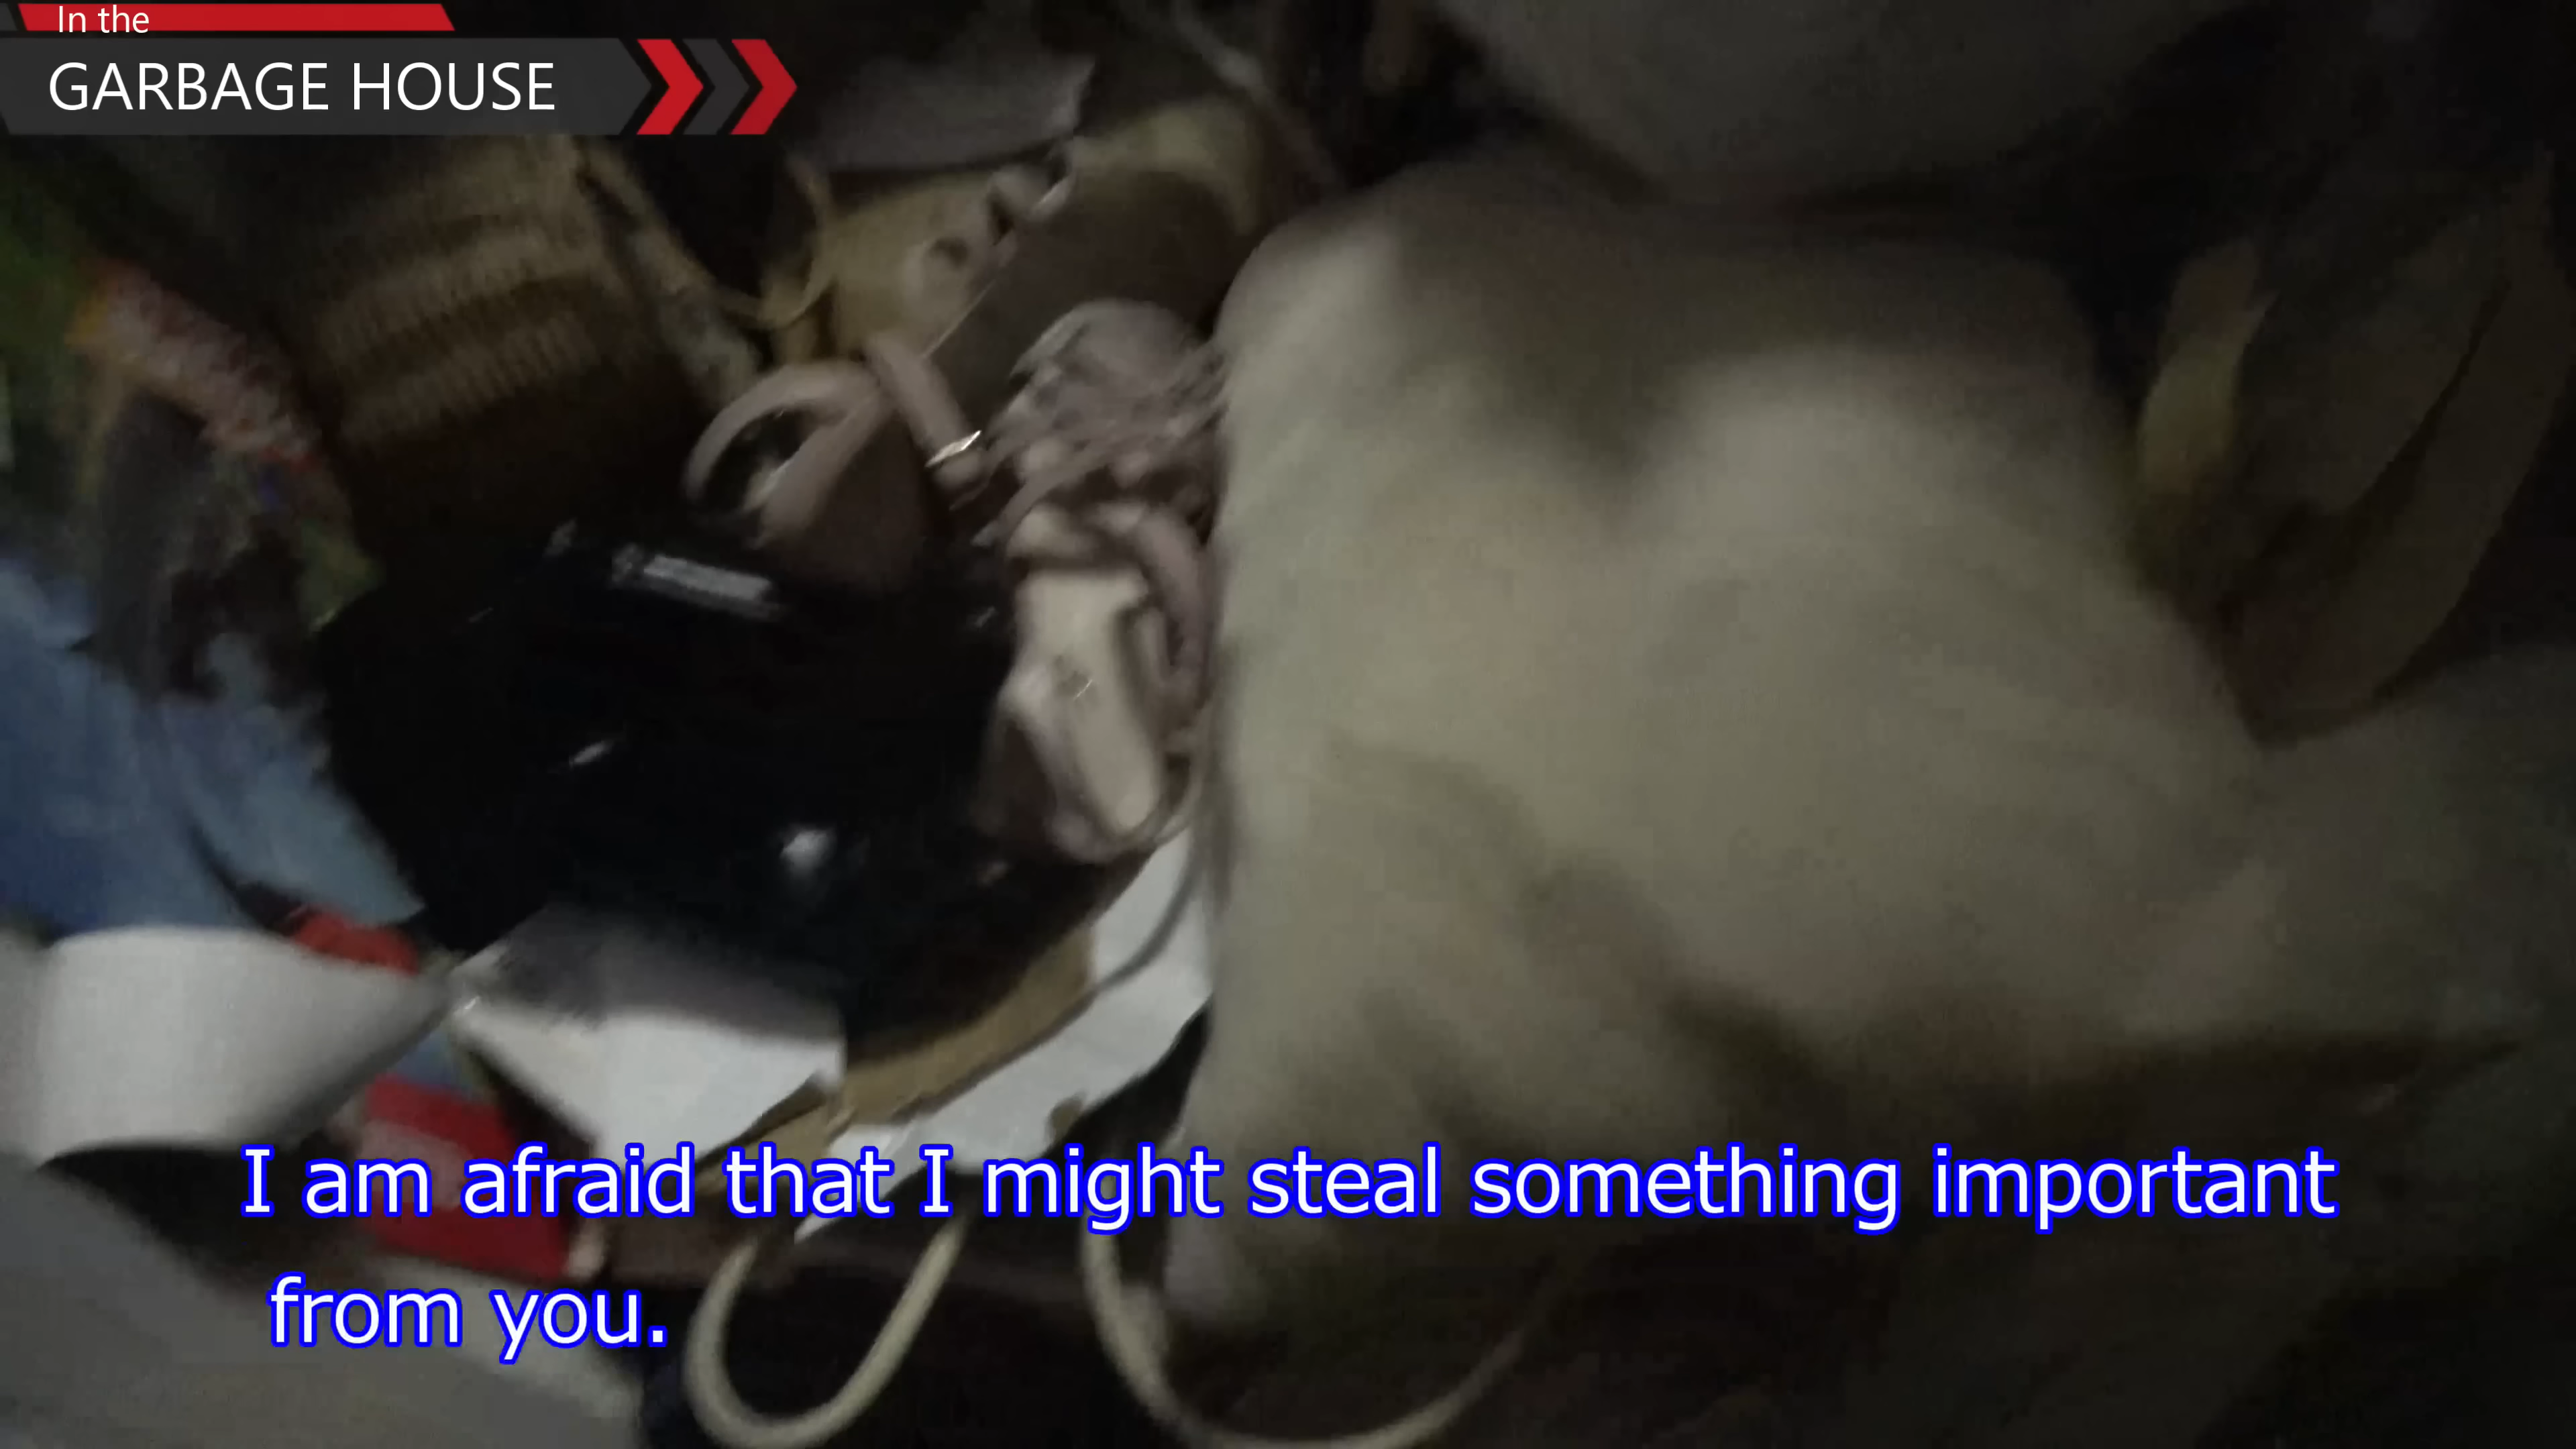 In the
GARBAGE HOUSE
I am afraid that I might steal something important
from you.